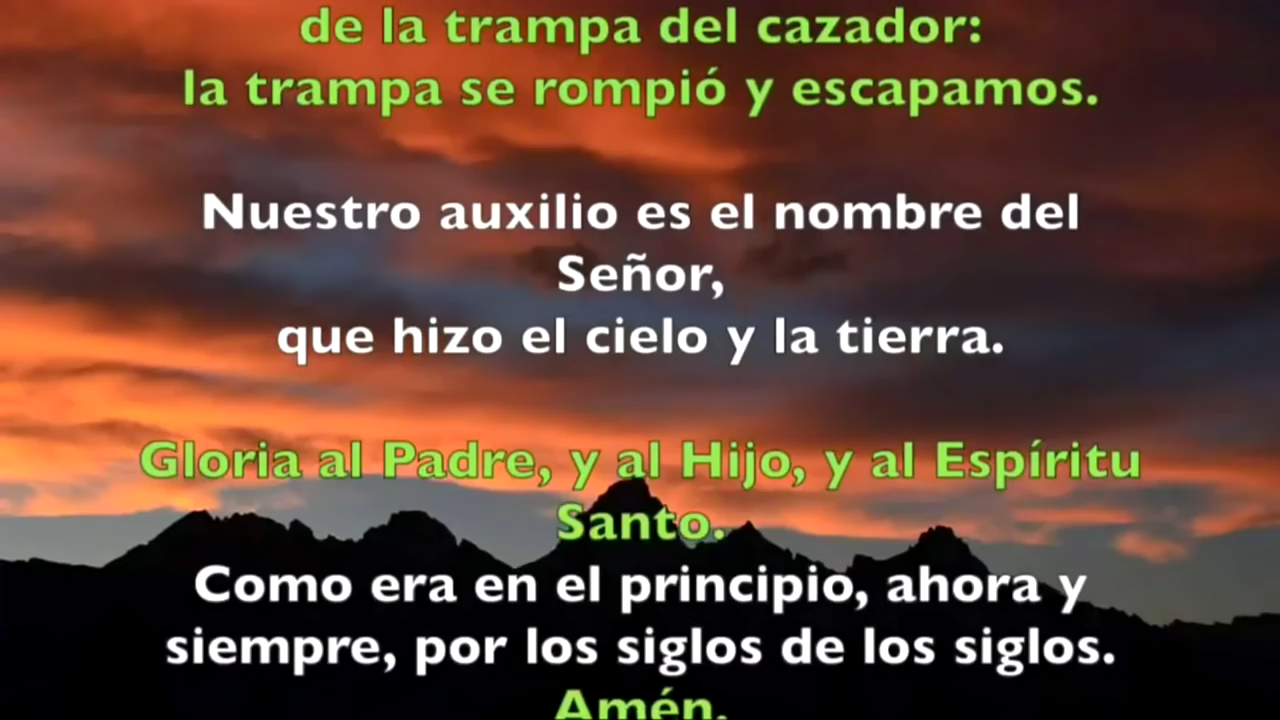 de la trampa del cazador:
la trampa se rompió y escapamos.
Nuestro auxilio es el nombre del
Señor,
que hizo el cielo y la tierra.
Gloria al Padre, y al Hijo, y al Espíritu
Santo.
Como era en el principio, ahora y
siempre, por los siglos de los siglos.
Amén.